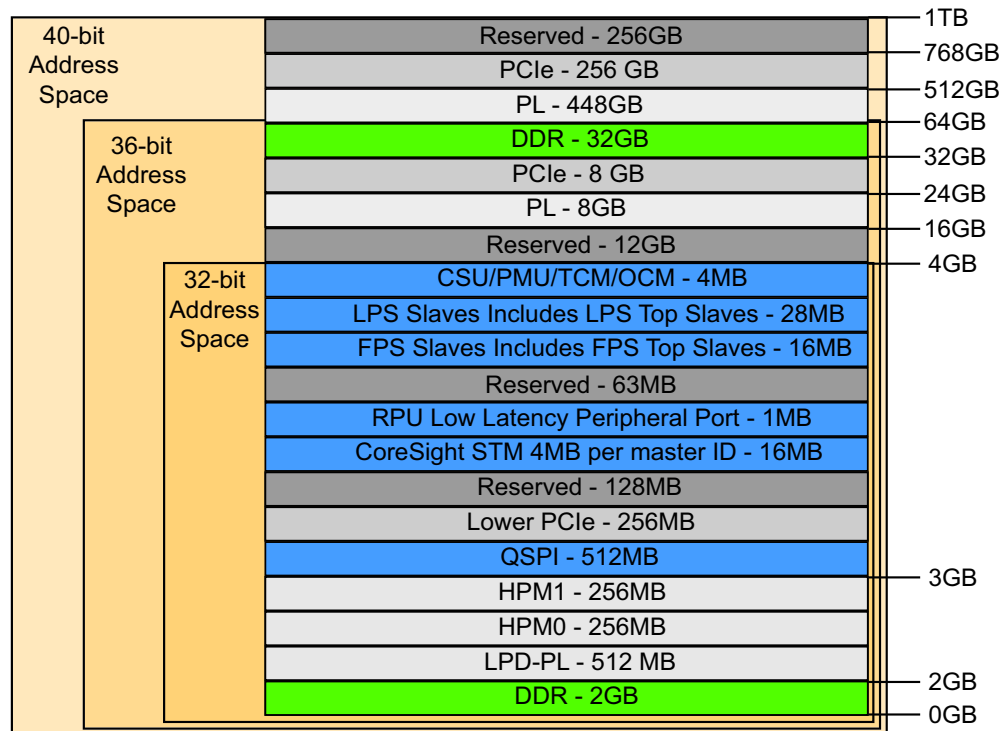 40-bit
Address
Space
Reserved - 256GB
PCIe - 256 GB
PL - 448GB
36-bit
Address
Space
DDR - 32GB
PCIe - 8 GB
PL - 8GB
Reserved - 12GB
32-bit
Address
Space
CSU/PMU/TCM/OCM - 4MB
LPS Slaves Includes LPS Top Slaves - 28MB
FPS Slaves Includes FPS Top Slaves - 16MB
Reserved - 63MB
RPU Low Latency Peripheral Port - 1MB
CoreSight STM 4MB per master ID - 16MB
Reserved - 128MB
Lower PCIe - 256MB
QSPI - 512MB
HPM1 - 256MB
HPM0 - 256MB
LPD-PL - 512 MB
DDR - 2GB
1TB
768GB
512GB
64GB
32GB
24GB
16GB
4GB
3GB
2GB
0GB